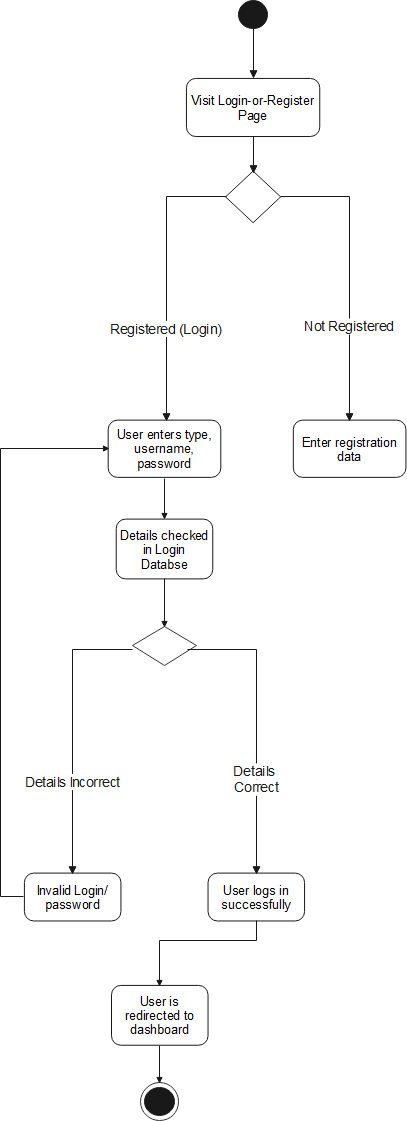 Visit Login-or-Register
Page
Registered (Login)
Not Registered
User enters type,
username,
password
Enter registration
data
Details checked
in Login
Databse
Details Incorrect
Details
Correct
Invalid Login/
password
User logs in
successfully
User is
redirected to
dashboard